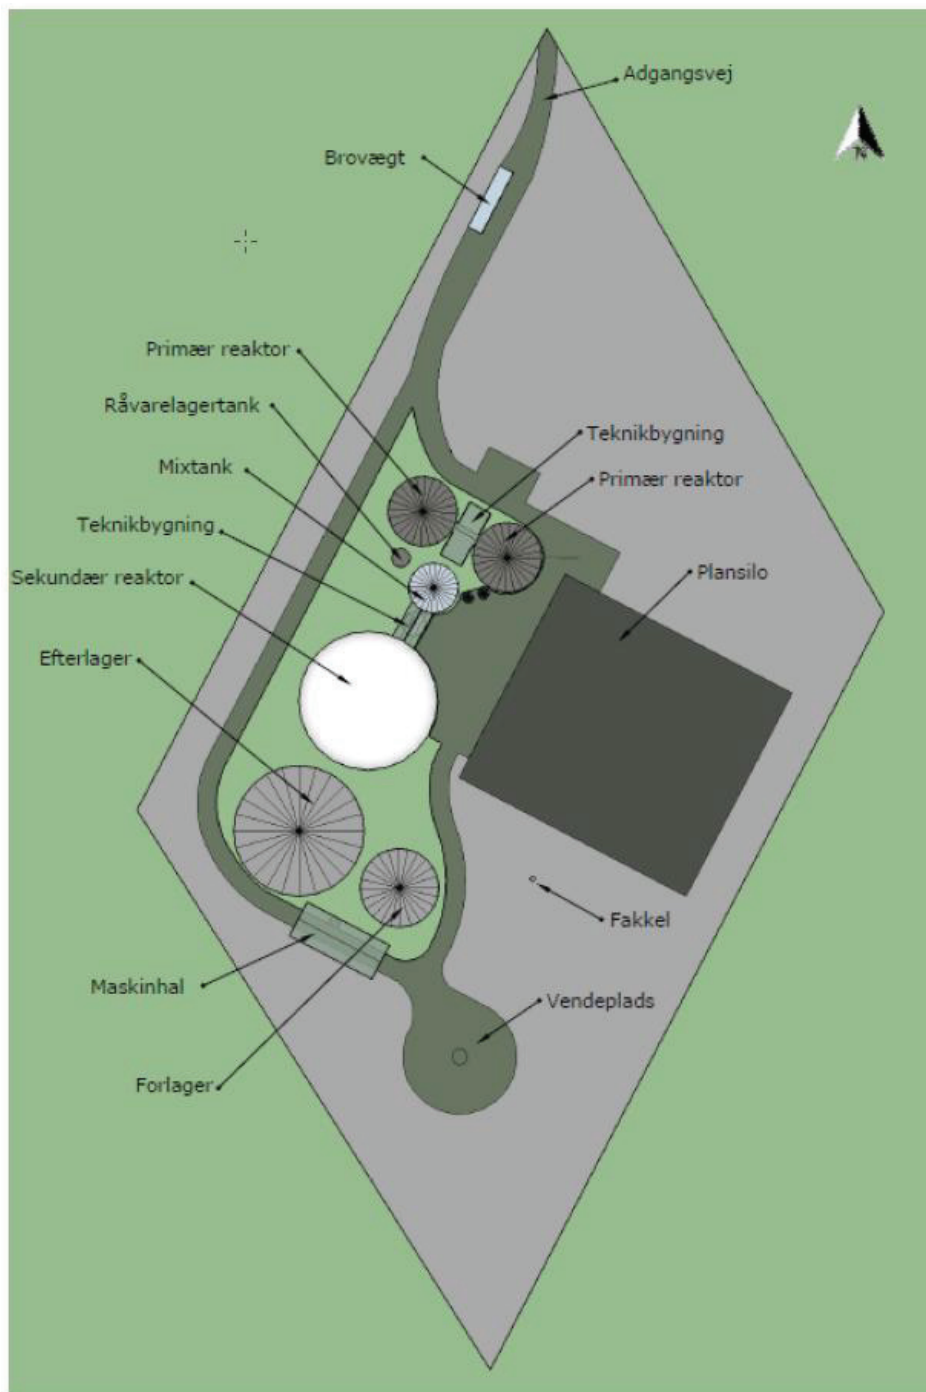 Adgangsvej
Brovægt
Primær reaktor
Råvarelagertank
Teknikbygning
Mixtank
Primær reaktor
Teknikbygning
Plansilo
Sekundær reaktor
Efterlager
Fakkel
Maskinhal
Vendeplads
Forlager